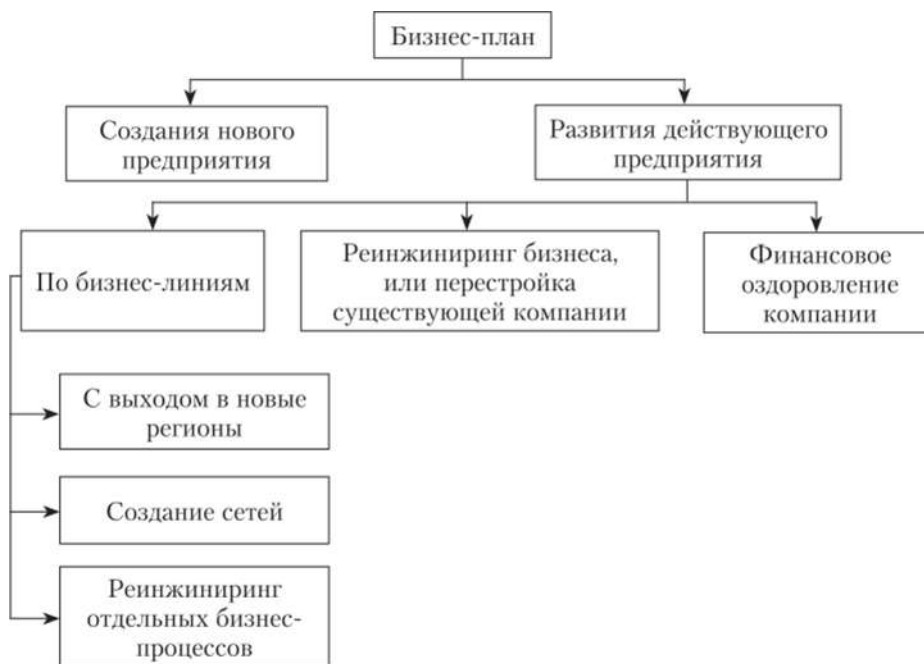 Бизнес-план
Создания нового
предприятия
Развития действующего
предприятия
По бизнес-линиям
Реинжиниринг бизнеса,
или перестройка
существующей компании
Финансовое
оздоровление
компании
С выходом в новые
регионы
Создание сетей
Реинжиниринг
отдельных бизнес-
процессов